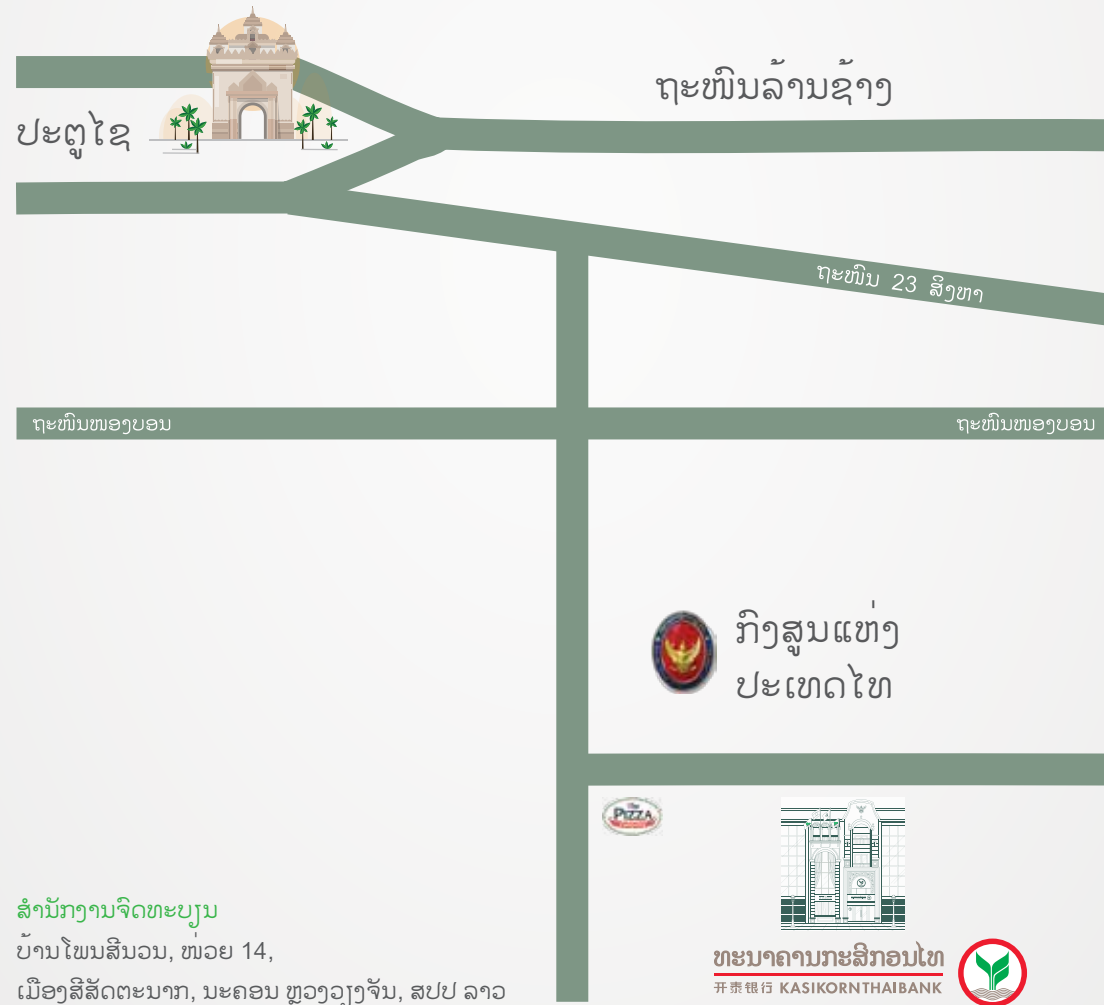 ຖະໜົນລ້ານຊ້າງ
ປະຕູໄຊ
ຖະໜົນ 23 ສິງຫາ
ຖະໜົນໜອງບອນ
ຖະໜົນໜອງບອນ
ກົງສູນແຫ່ງ
ປະເທດໄທ
The
PIZZA
ສຳນັກງານຈົດທະບຽນ
ບ້ານໂພນສີນວນ, ໜ່ວຍ 14,
ເມືອງສີສັດຕະນາກ, ນະຄອນ ຫຼວງວຽງຈັນ, ສປປ ລາວ
ທະນາຄານກະສິກອນໄທ
开泰银行 KASIKORNTHAIBANK